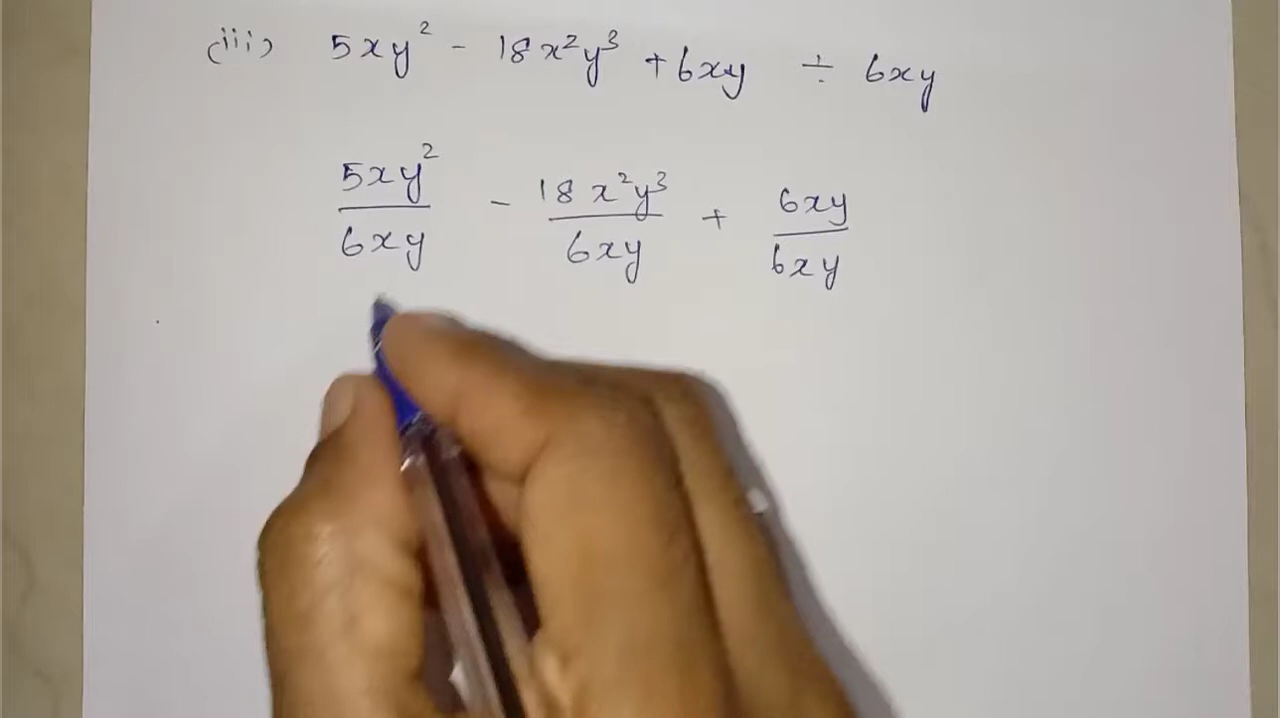 (iii) 5xy² - 18x²y³ + 6xy ÷ 6xy
5xy²/6xy - 18x²y³/6xy + 6xy/6xy